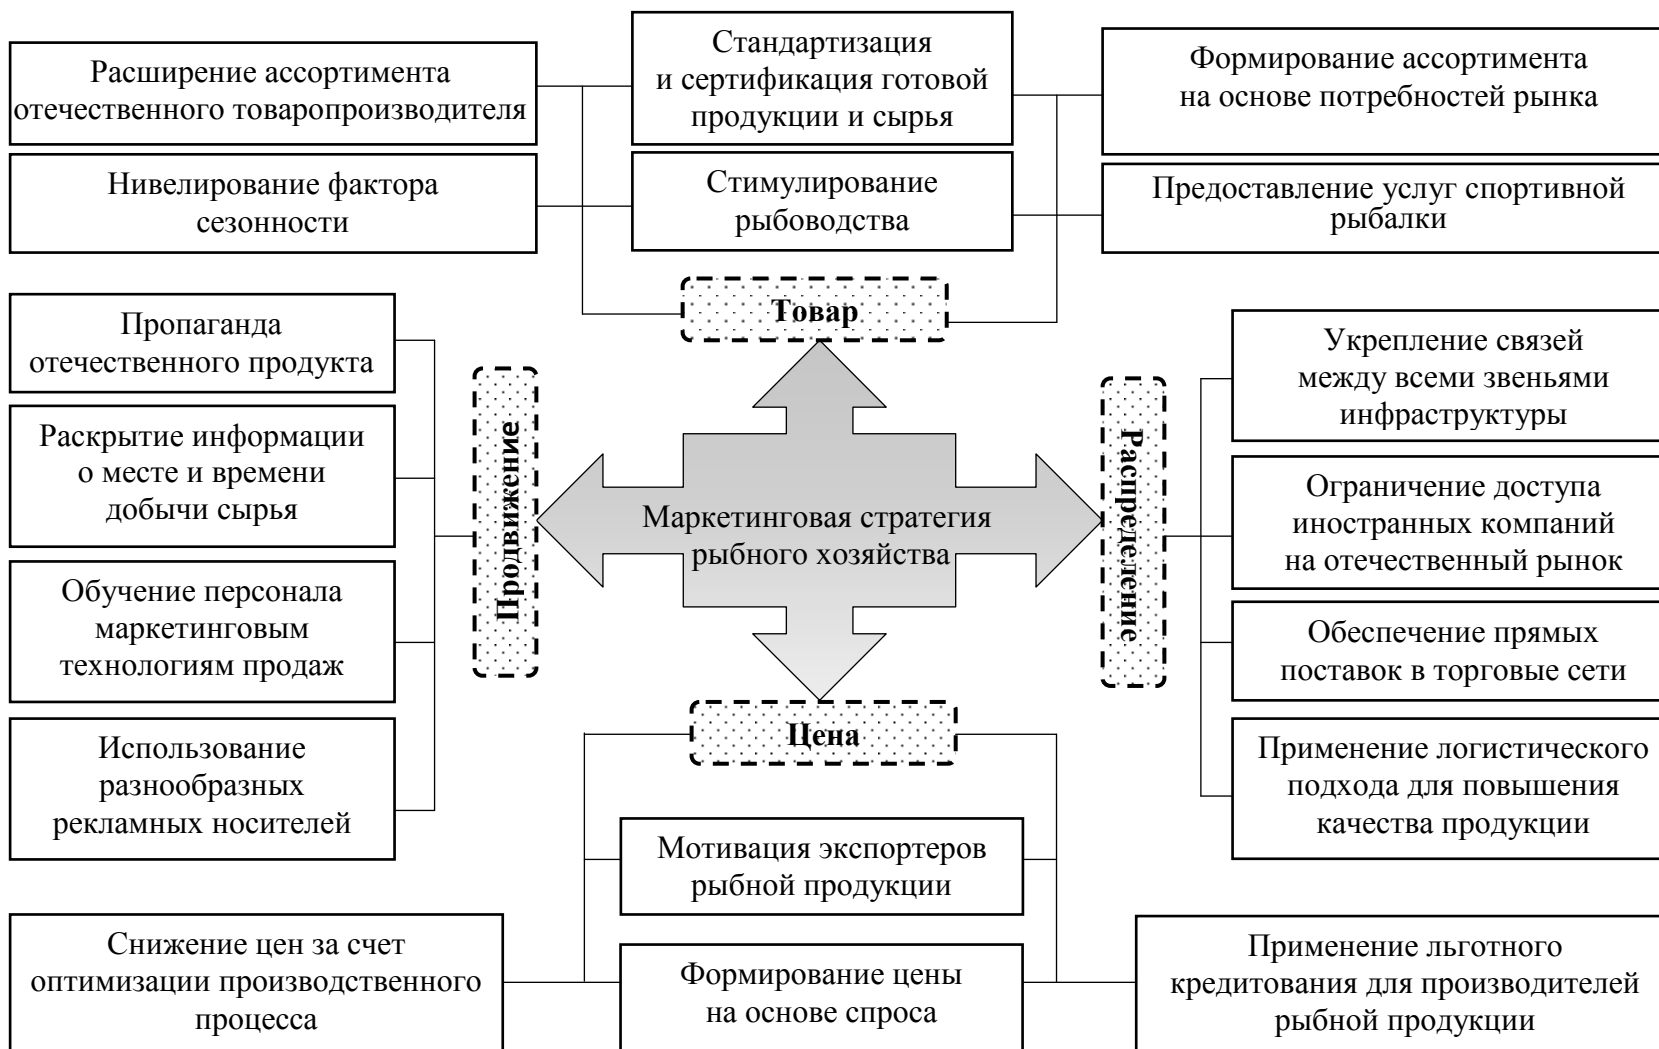 Расширение ассортимента
отечественного товаропроизводителя
Стандартизация
и сертификация готовой
продукции и сырья
Формирование ассортимента
на основе потребностей рынка
Нивелирование фактора
сезонности
Стимулирование
рыбоводства
Предоставление услуг спортивной
рыбалки
Товар
Пропаганда
отечественного продукта
Раскрытие информации
о месте и времени
добычи сырья
Обучение персонала
маркетинговым
технологиям продаж
Использование
разнообразных
рекламных носителей
Продвижение
Маркетинговая стратегия
рыбного хозяйства
Распределение
Укрепление связей
между всеми звеньями
инфраструктуры
Ограничение доступа
иностранных компаний
на отечественный рынок
Обеспечение прямых
поставок в торговые сети
Применение логистического
подхода для повышения
качества продукции
Цена
Мотивация экспортеров
рыбной продукции
Снижение цен за счет
оптимизации производственного
процесса
Формирование цены
на основе спроса
Применение льготного
кредитования для производителей
рыбной продукции